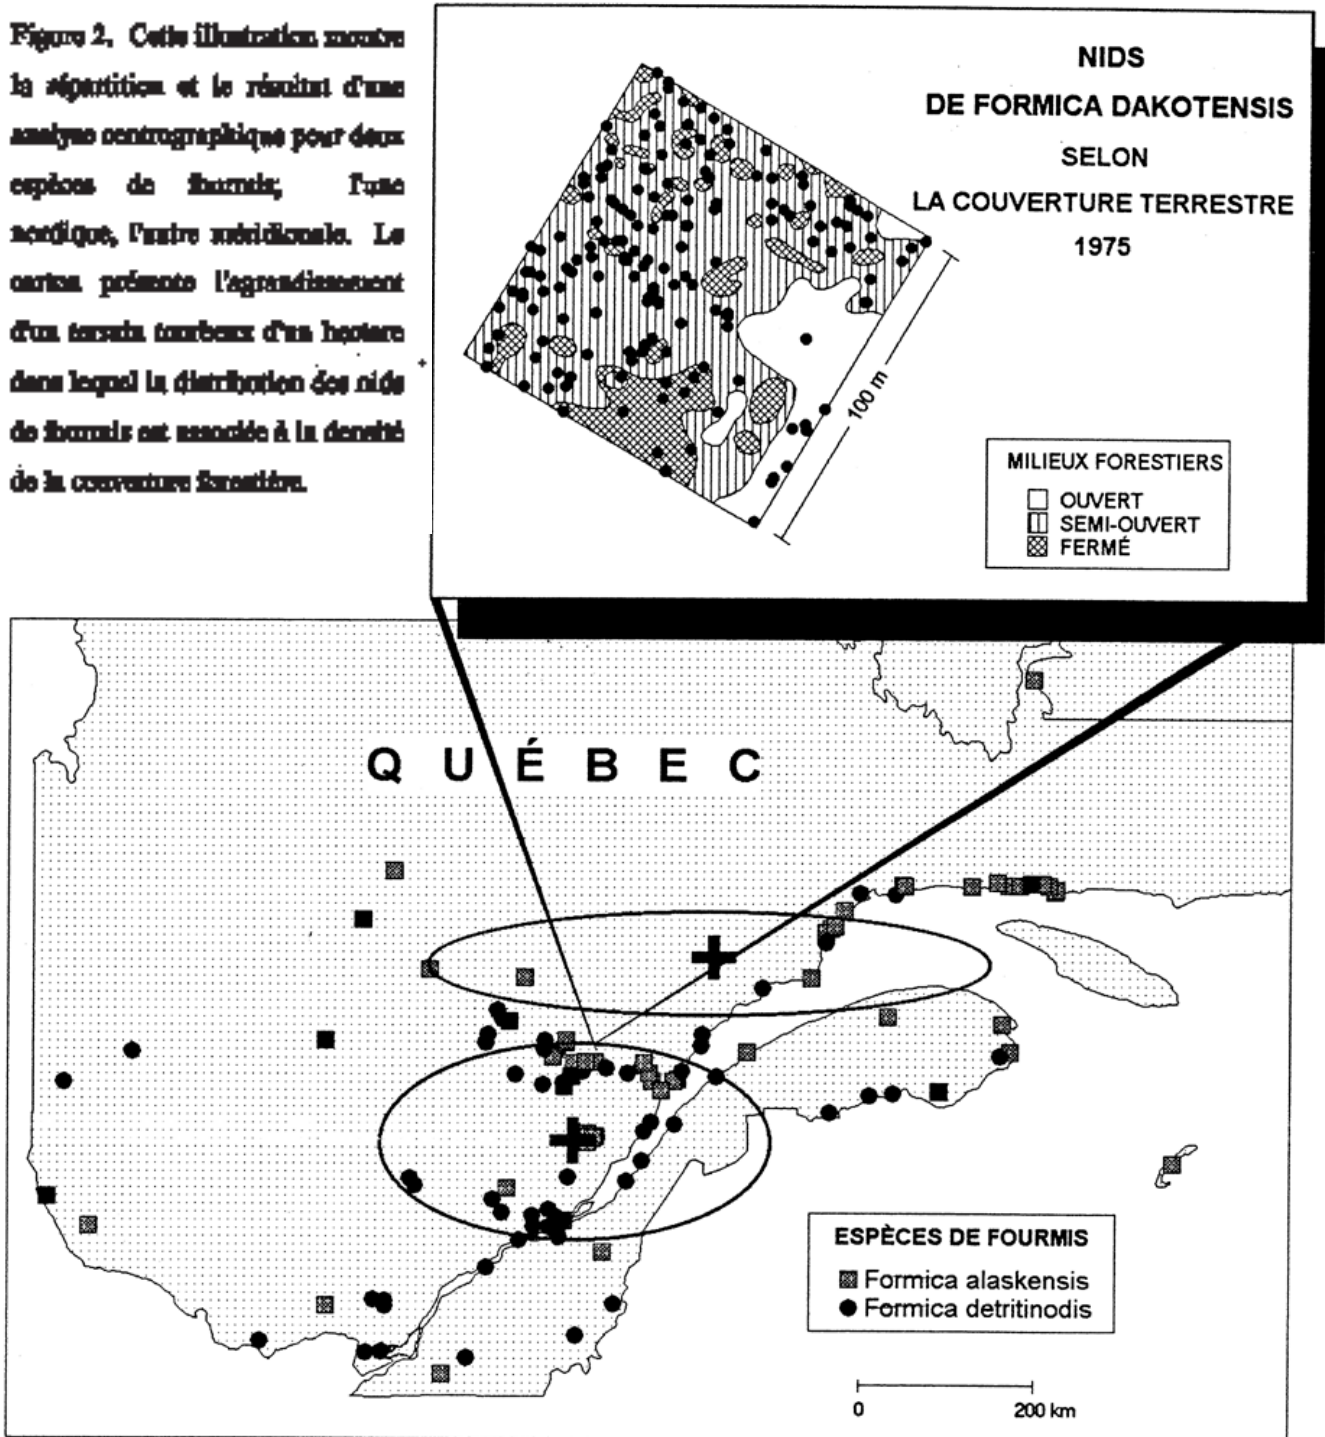 Figure 2. Cette illustration montre
la répartition et le résultat d'une
analyse centrographique pour deux
espèces de fourmis, l'une
nordique, l'autre méridionale. Le
carton présente l'agrandissement
d'un terrain tourbeux d'un hectare
dans lequel la distribution des nids
de fourmis est associée à la densité
de la couverture forestière.
NIDS
DE FORMICA DAKOTENSIS
SELON
LA COUVERTURE TERRESTRE
1975
100 m
MILIEUX FORESTIERS
OUVERT
SEMI-OUVERT
FERMÉ
QUÉBEC
ESPÈCES DE FOURMIS
Formica alaskensis
Formica detritinodis
0 200 km